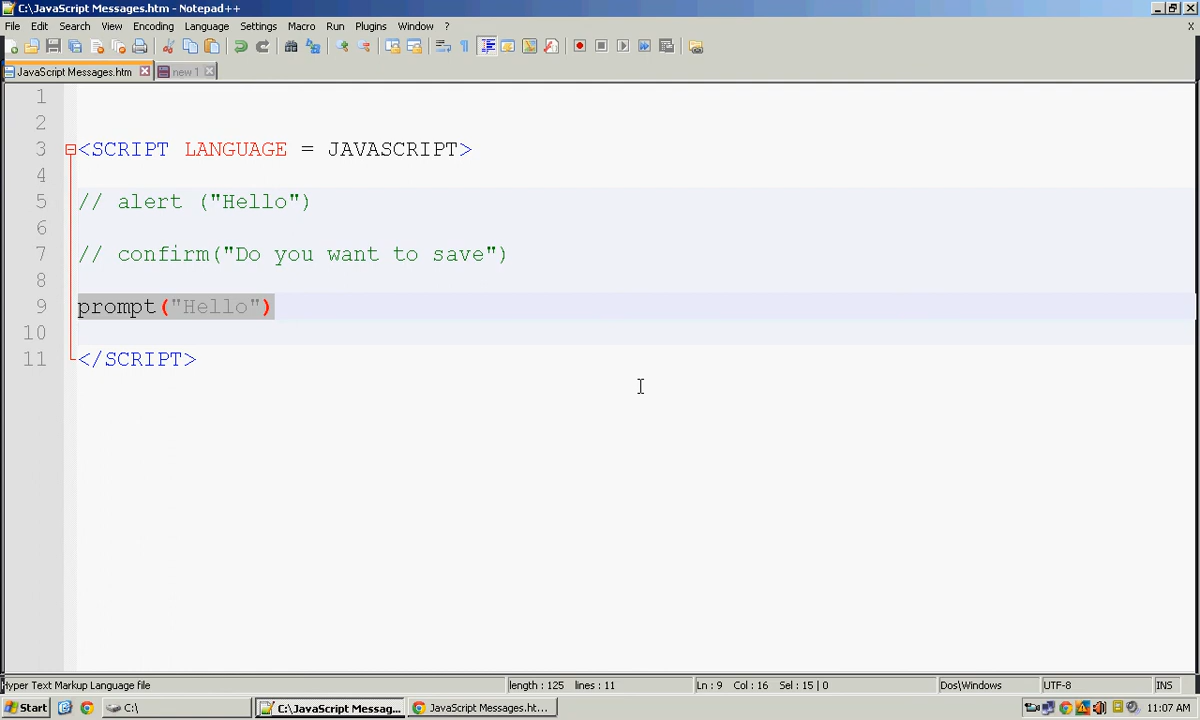 C:\JavaScript Messages.htm - Notepad++
File Edit Search View Encoding Language Settings Macro Run Plugins Window ? X
JavaScript Messages.htm new 1
1
2
3 <SCRIPT LANGUAGE = JAVASCRIPT>
4
5 // alert ("Hello")
6
7 // confirm("Do you want to save")
8
9 prompt("Hello")
10
11 </SCRIPT>
Hyper Text Markup Language file length : 125 lines : 11 Ln : 9 Col : 16 Sel : 15 | 0 Dos\Windows UTF-8 INS
Start C:\ C:\JavaScript Messag... JavaScript Messages.ht... 11:07 AM